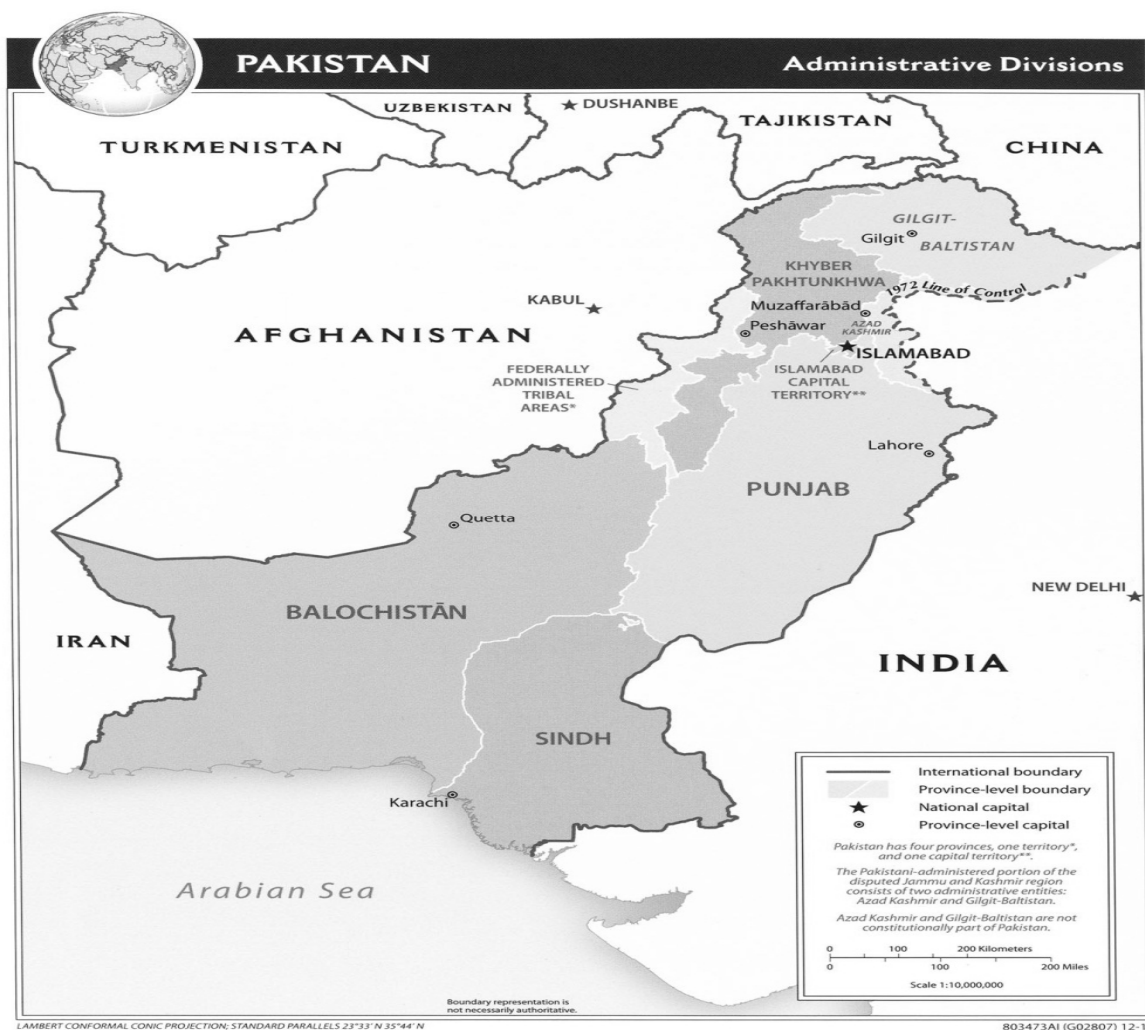 PAKISTAN
Administrative Divisions
UZBEKISTAN
DUSHANBE
TAJIKISTAN
TURKMENISTAN
CHINA
GILGIT-
BALTISTAN
Gilgit
KHYBER
PAKHTUNKHWA
1972 Line of Control
KABUL
Muzaffarābād
Peshāwar
AZAD
KASHMIR
AFGHANISTAN
ISLAMABAD
FEDERALLY
ADMINISTERED
TRIBAL
AREAS*
ISLAMABAD
CAPITAL
TERRITORY**
Lahore
PUNJAB
Quetta
NEW DELHI
BALOCHISTĀN
IRAN
INDIA
SINDH
Karachi
Arabian Sea
International boundary
Province-level boundary
National capital
Province-level capital
Pakistan has four provinces, one territory*,
and one capital territory**.
The Pakistani-administered portion of the
disputed Jammu and Kashmir region
consists of two administrative entities:
Azad Kashmir and Gilgit-Baltistan.
Azad Kashmir and Gilgit-Baltistan are not
constitutionally part of Pakistan.
0 100 200 Kilometers
0 100 200 Miles
Scale 1:10,000,000
Boundary representation is
not necessarily authoritative.
LAMBERT CONFORMAL CONIC PROJECTION; STANDARD PARALLELS 23°33' N 35°44' N
803473AI (G02807) 12-1